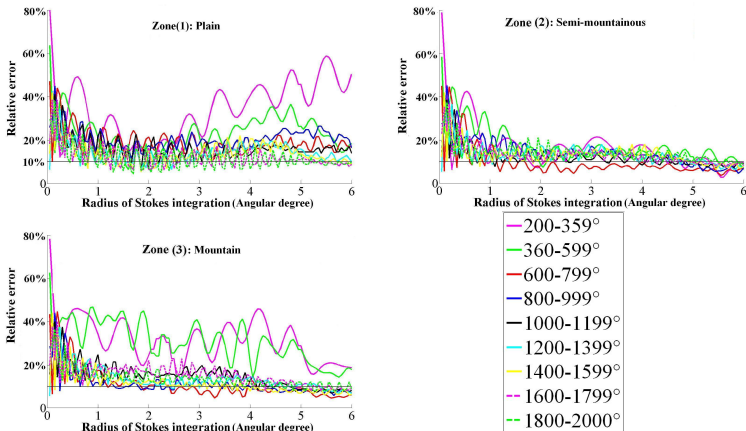 Zone(1): Plain
80%
60%
40%
20%
10%
0
Relative error
0 1 2 3 4 5 6
Radius of Stokes integration (Angular degree)
Zone (2): Semi-mountainous
80%
60%
40%
20%
10%
0
Relative error
0 1 2 3 4 5 6
Radius of Stokes integration (Angular degree)
Zone (3): Mountain
80%
60%
40%
20%
10%
0
Relative error
0 1 2 3 4 5 6
Radius of Stokes integration (Angular degree)
200-359°
360-599°
600-799°
800-999°
1000-1199°
1200-1399°
1400-1599°
1600-1799°
1800-2000°